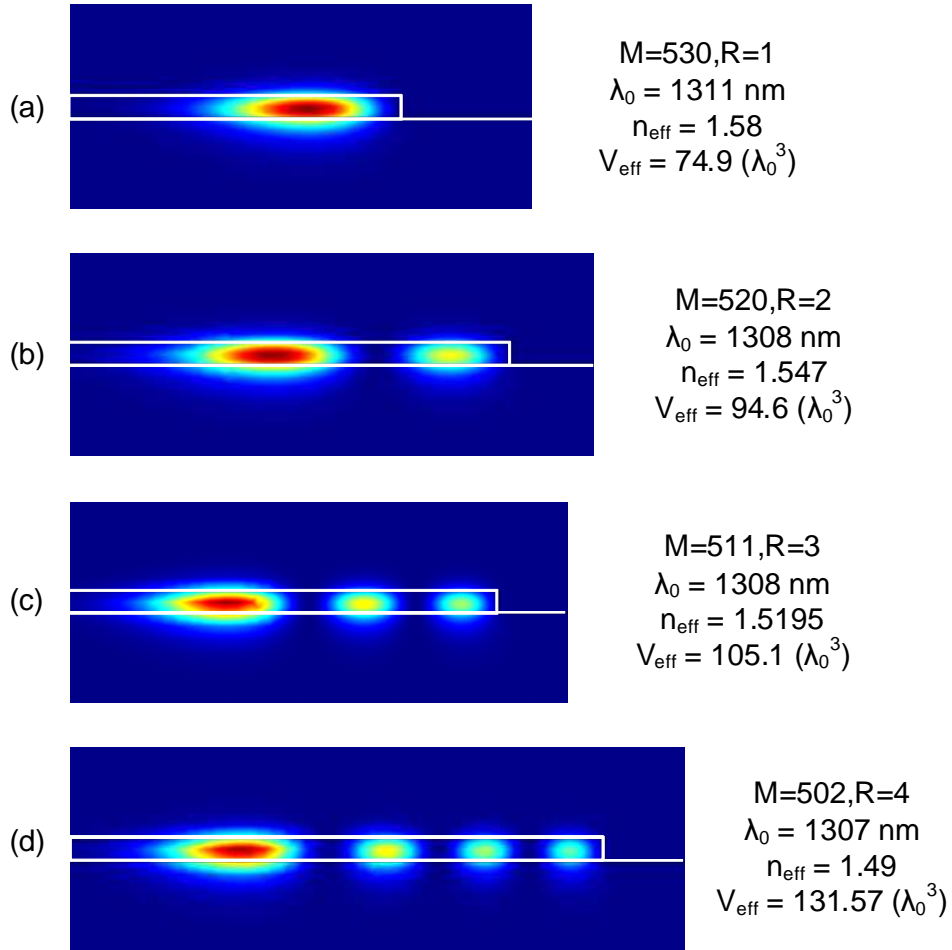 (a)
M=530,R=1
λ₀ = 1311 nm
nₑff = 1.58
Vₑff = 74.9 (λ₀³)
(b)
M=520,R=2
λ₀ = 1308 nm
nₑff = 1.547
Vₑff = 94.6 (λ₀³)
(c)
M=511,R=3
λ₀ = 1308 nm
nₑff = 1.5195
Vₑff = 105.1 (λ₀³)
(d)
M=502,R=4
λ₀ = 1307 nm
nₑff = 1.49
Vₑff = 131.57 (λ₀³)